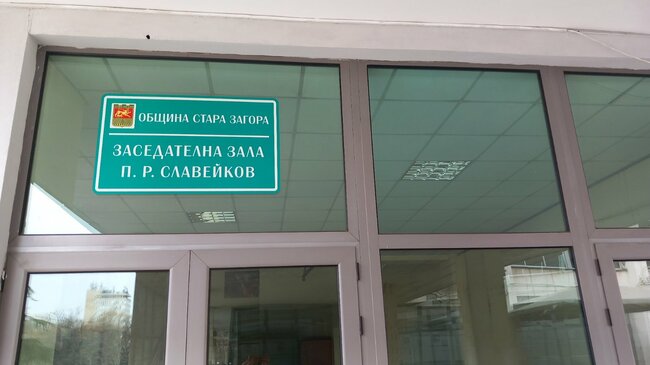 ОБЩИНА СТАРА ЗАГОРА
ЗАСЕДАТЕЛНА ЗАЛА
П. Р. СЛАВЕЙКОВ